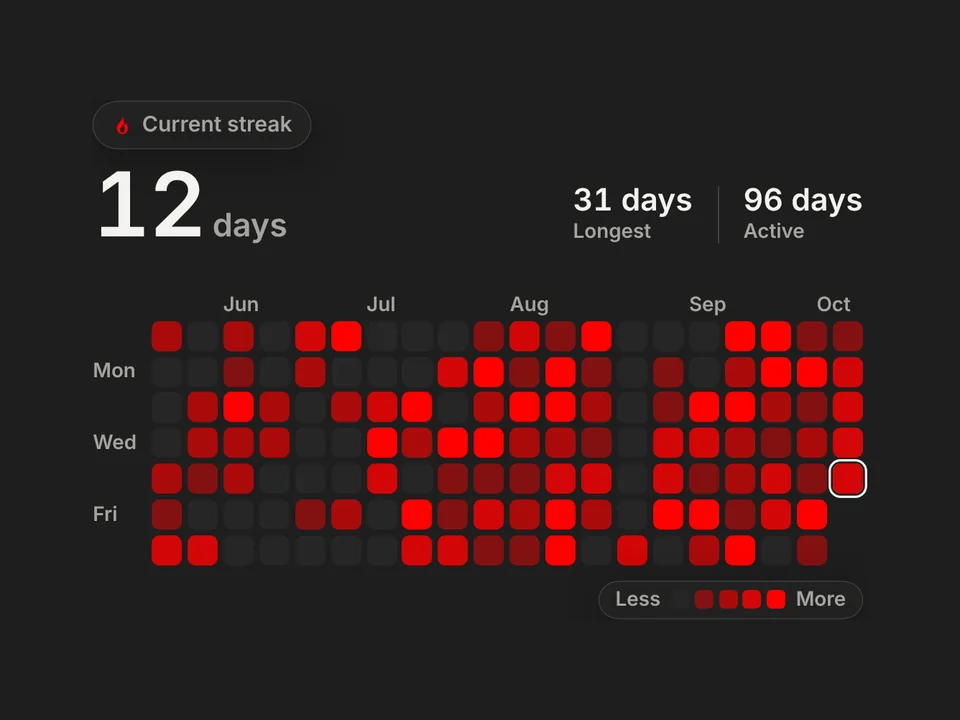 Current streak
12 days
31 days
Longest
96 days
Active
Jun Jul Aug Sep Oct
Mon
Wed
Fri
Less More